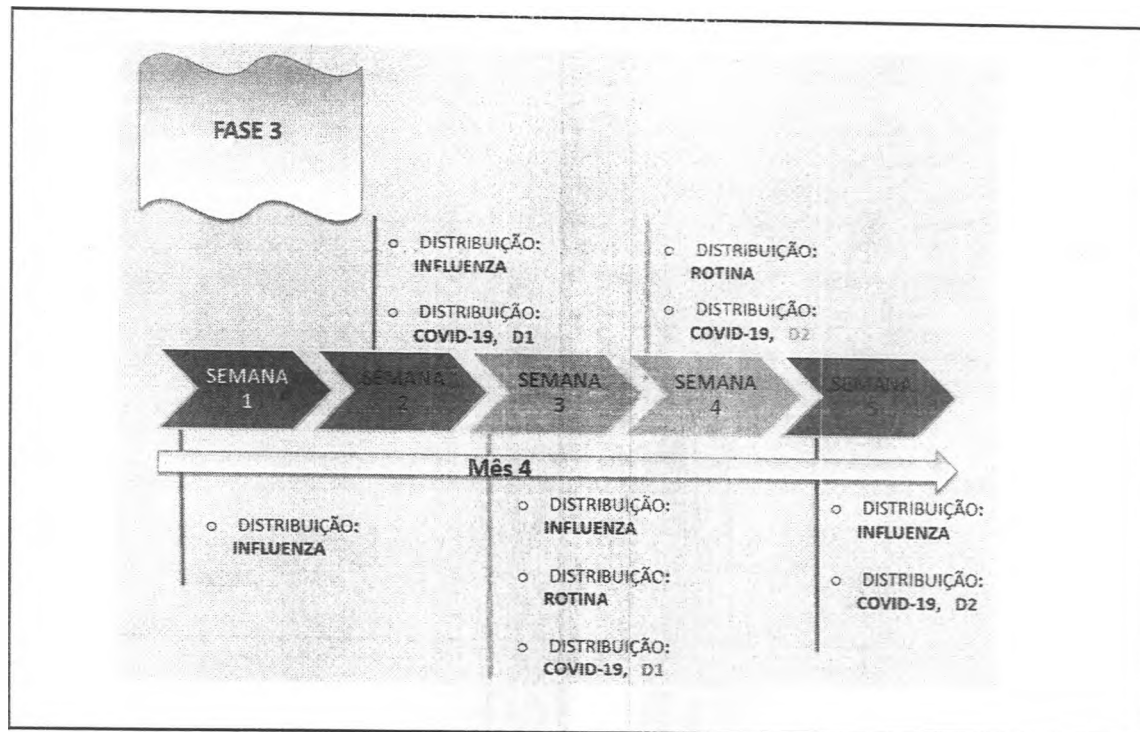 FASE 3
○ DISTRIBUIÇÃO:
INFLUENZA
○ DISTRIBUIÇÃO:
COVID-19, D1
○ DISTRIBUIÇÃO:
ROTINA
○ DISTRIBUIÇÃO:
COVID-19, D2
SEMANA
1
SEMANA
2
SEMANA
3
SEMANA
4
SEMANA
5
Mês 4
○ DISTRIBUIÇÃO:
INFLUENZA
○ DISTRIBUIÇÃO:
INFLUENZA
○ DISTRIBUIÇÃO:
ROTINA
○ DISTRIBUIÇÃO:
COVID-19, D1
○ DISTRIBUIÇÃO:
INFLUENZA
○ DISTRIBUIÇÃO:
COVID-19, D2